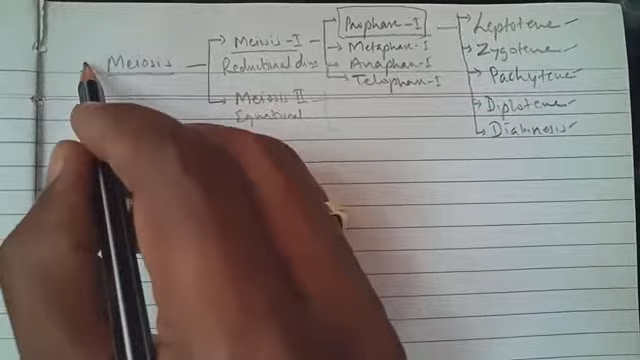 Meiosis
Meiosis-I
Reductional div
Meiosis II
Equational
Prophase-I
Metaphase-I
Anaphase-I
Telophase-I
Leptotene
Zygotene
Pachytene
Diplotene
Diakinesis